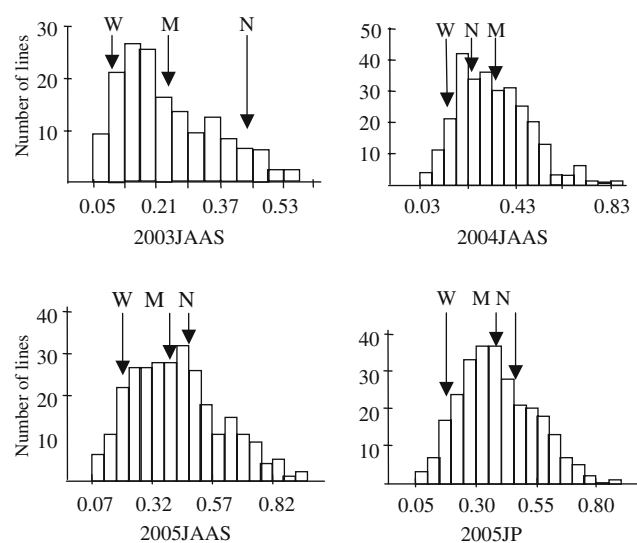 W M N
30
20
10
Number of lines
0.05 0.21 0.37 0.53
2003JAAS
W N M
50
40
30
20
10
0.03 0.43 0.83
2004JAAS
W M N
40
30
20
10
Number of lines
0.07 0.32 0.57 0.82
2005JAAS
W M N
40
30
20
10
0.05 0.30 0.55 0.80
2005JP